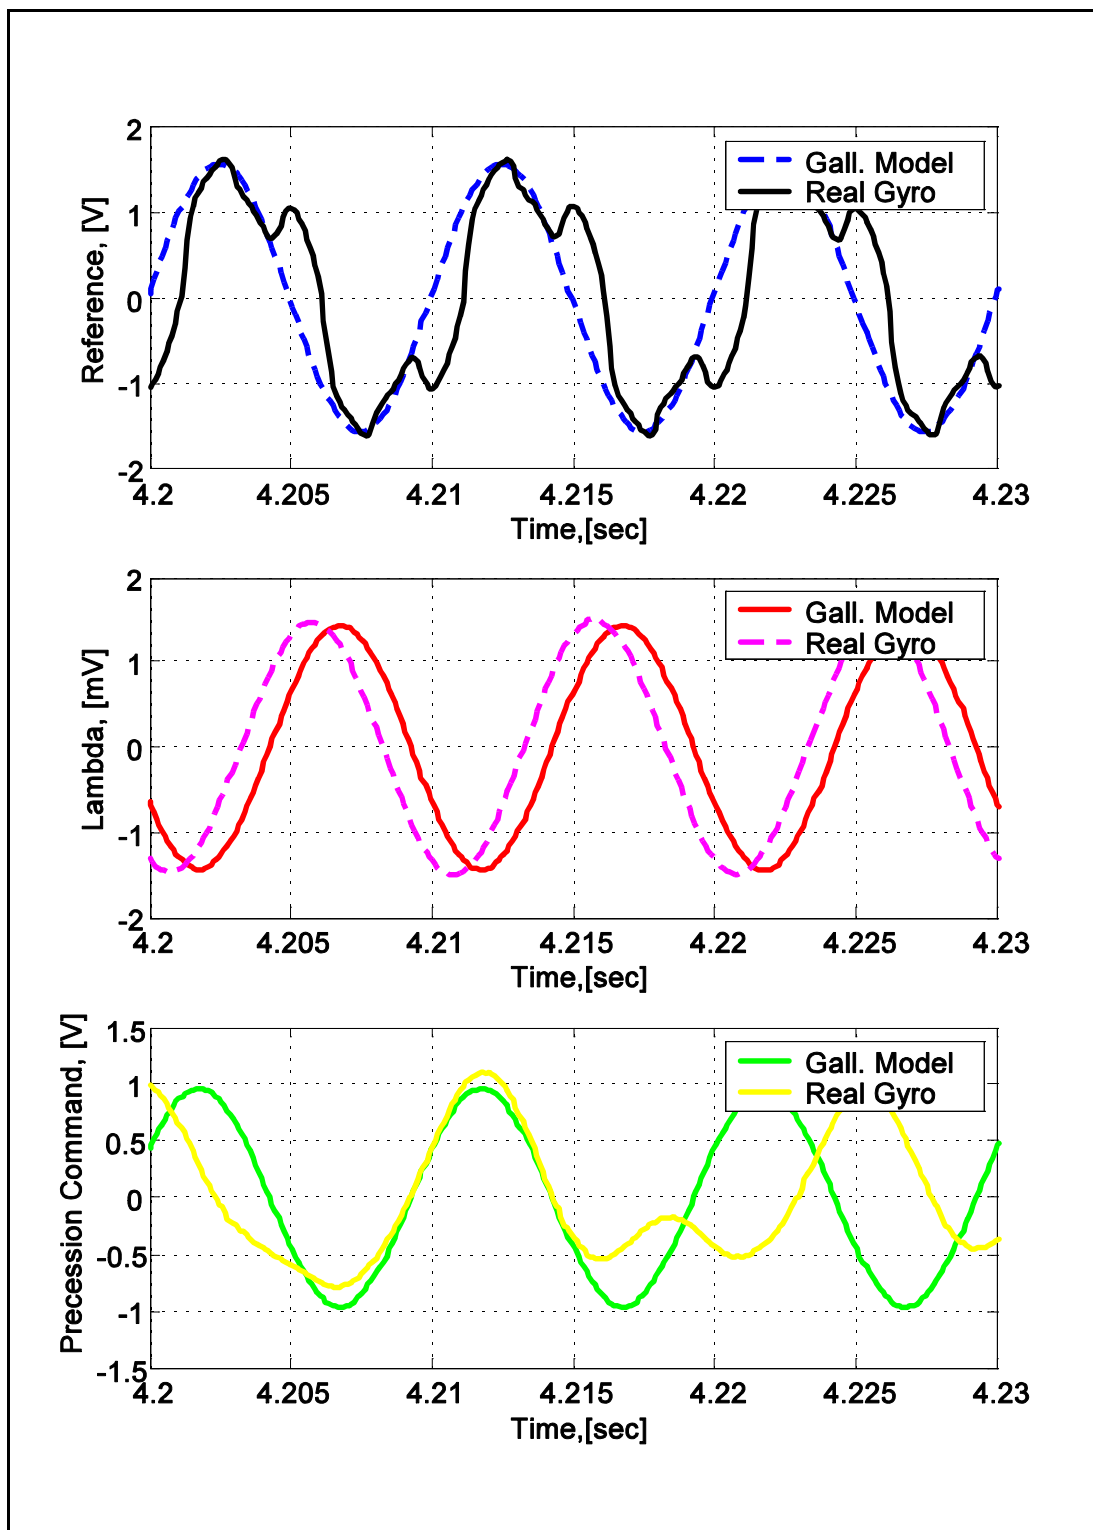 2
1
0
-1
-2
Reference, [V]
Gall. Model
Real Gyro
4.2 4.205 4.21 4.215 4.22 4.225 4.23
Time,[sec]
2
1
0
-1
-2
Lambda, [mV]
Gall. Model
Real Gyro
4.2 4.205 4.21 4.215 4.22 4.225 4.23
Time,[sec]
1.5
1
0.5
0
-0.5
-1
-1.5
Precession Command, [V]
Gall. Model
Real Gyro
4.2 4.205 4.21 4.215 4.22 4.225 4.23
Time,[sec]